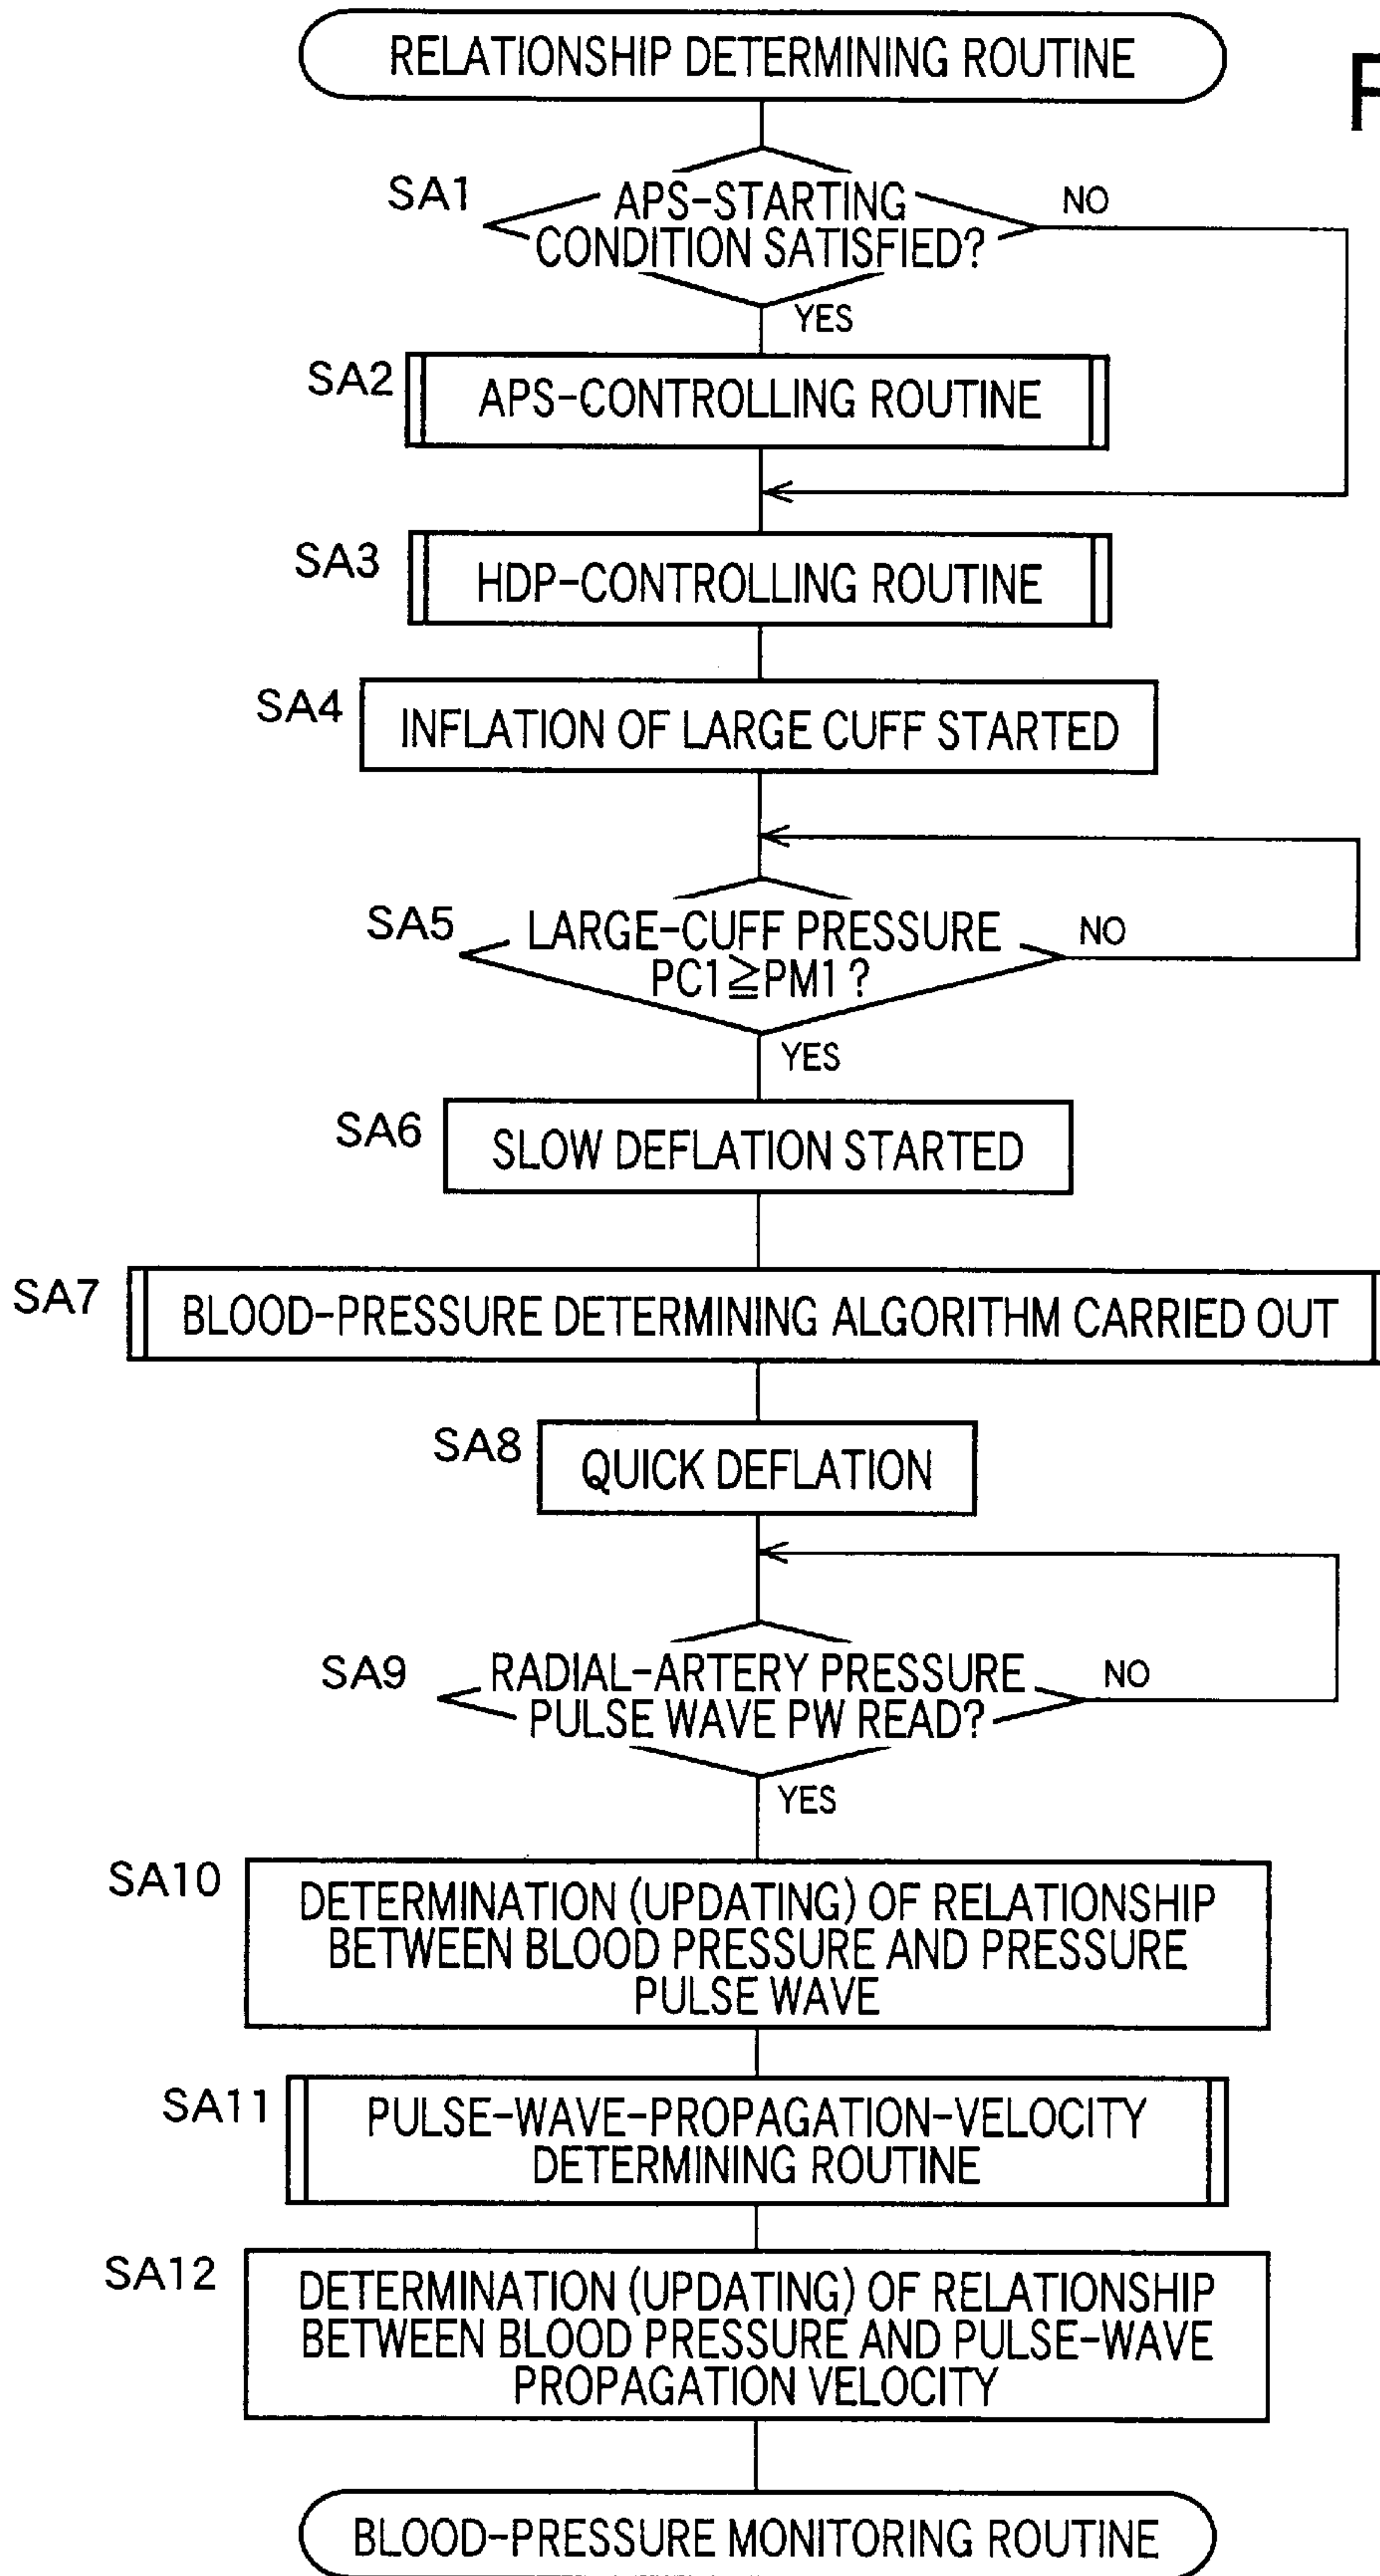 RELATIONSHIP DETERMINING ROUTINE
F
SA1
APS-STARTING
CONDITION SATISFIED?
NO
YES
SA2
APS-CONTROLLING ROUTINE
SA3
HDP-CONTROLLING ROUTINE
SA4
INFLATION OF LARGE CUFF STARTED
SA5
LARGE-CUFF PRESSURE
PC1≧PM1?
NO
YES
SA6
SLOW DEFLATION STARTED
SA7
BLOOD-PRESSURE DETERMINING ALGORITHM CARRIED OUT
SA8
QUICK DEFLATION
SA9
RADIAL-ARTERY PRESSURE
PULSE WAVE PW READ?
NO
YES
SA10
DETERMINATION (UPDATING) OF RELATIONSHIP
BETWEEN BLOOD PRESSURE AND PRESSURE
PULSE WAVE
SA11
PULSE-WAVE-PROPAGATION-VELOCITY
DETERMINING ROUTINE
SA12
DETERMINATION (UPDATING) OF RELATIONSHIP
BETWEEN BLOOD PRESSURE AND PULSE-WAVE
PROPAGATION VELOCITY
BLOOD-PRESSURE MONITORING ROUTINE